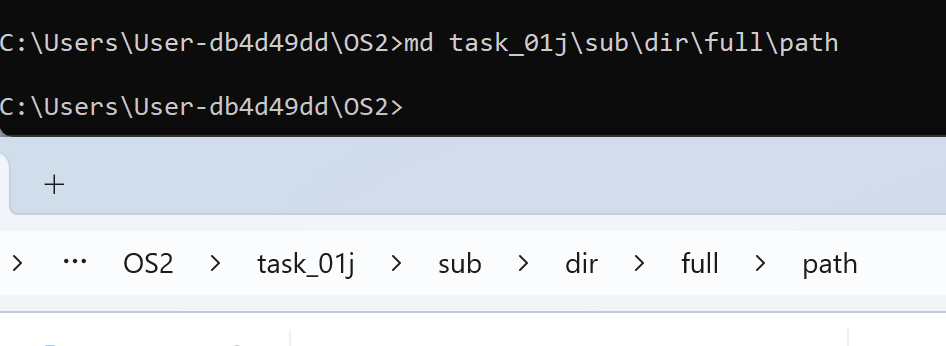 C:\Users\User-db4d49dd\OS2>md task_01j\sub\dir\full\path
C:\Users\User-db4d49dd\OS2>
+
> ... OS2 > task_01j > sub > dir > full > path